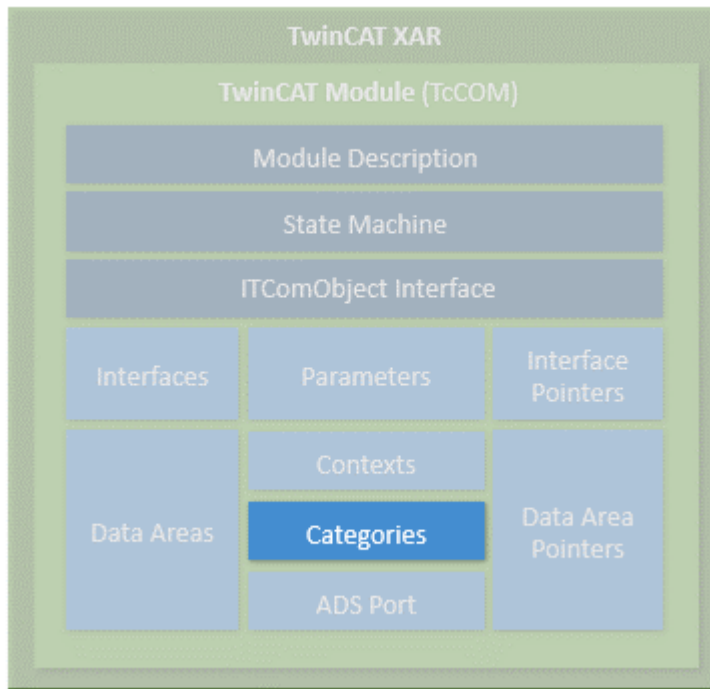 TwinCAT XAR
TwinCAT Module (TcCOM)
Module Description
State Machine
ITComObject Interface
Interfaces
Parameters
Interface
Pointers
Contexts
Data Areas
Categories
Data Area
Pointers
ADS Port